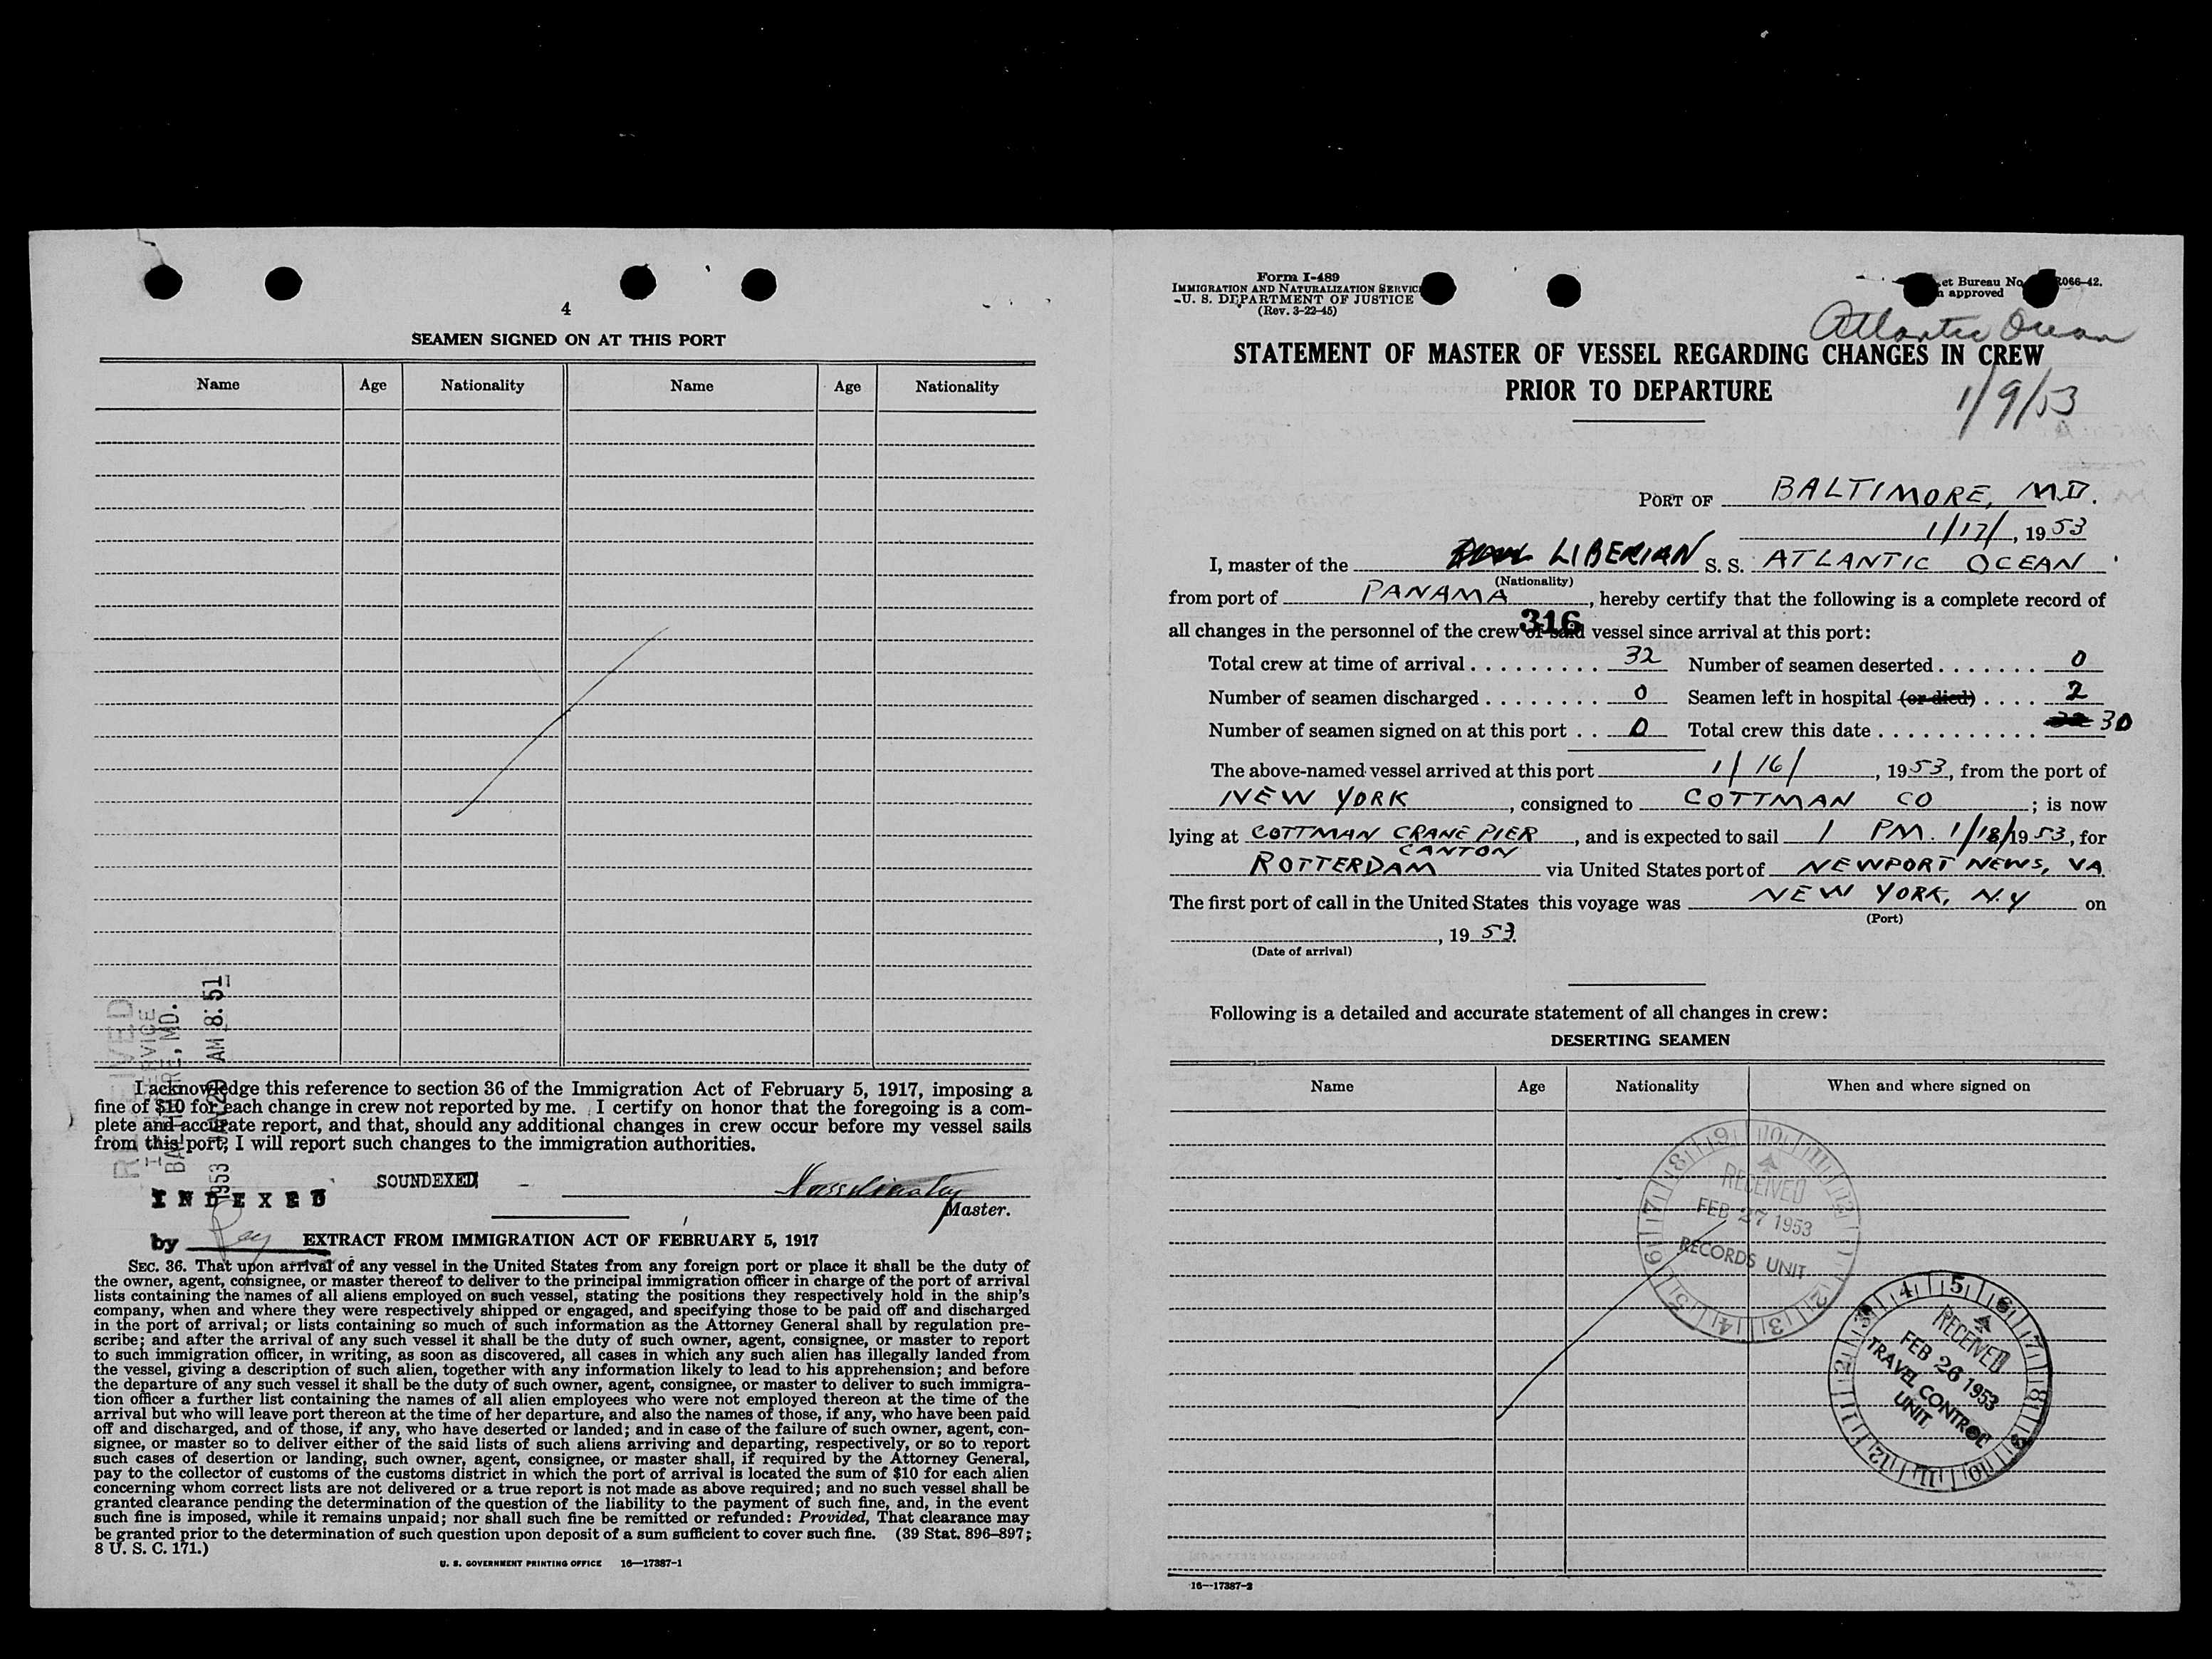 4
SEAMEN SIGNED ON AT THIS PORT
Name Age Nationality Name Age Nationality
RECEIVED
SERVICE
BALTIMORE, MD.
1953 JAN 20 AM 8:51
I acknowledge this reference to section 36 of the Immigration Act of February 5, 1917, imposing a
fine of $10 for each change in crew not reported by me. I certify on honor that the foregoing is a com-
plete and accurate report, and that, should any additional changes in crew occur before my vessel sails
from this port, I will report such changes to the immigration authorities.
SOUNDEXED
INDEXED
Master.
by
EXTRACT FROM IMMIGRATION ACT OF FEBRUARY 5, 1917
SEC. 36. That upon arrival of any vessel in the United States from any foreign port or place it shall be the duty of
the owner, agent, consignee, or master thereof to deliver to the principal immigration officer in charge of the port of arrival
lists containing the names of all aliens employed on such vessel, stating the positions they respectively hold in the ship's
company, when and where they were respectively shipped or engaged, and specifying those to be paid off and discharged
in the port of arrival; or lists containing so much of such information as the Attorney General shall by regulation pre-
scribe; and after the arrival of any such vessel it shall be the duty of such owner, agent, consignee, or master to report
to such immigration officer, in writing, as soon as discovered, all cases in which any such alien has illegally landed from
the vessel, giving a description of such alien, together with any information likely to lead to his apprehension; and before
the departure of any such vessel it shall be the duty of such owner, agent, consignee, or master to deliver to such immigra-
tion officer a further list containing the names of all alien employees who were not employed thereon at the time of the
arrival but who will leave port thereon at the time of her departure, and also the names of those, if any, who have been paid
off and discharged, and of those, if any, who have deserted or landed; and in case of the failure of such owner, agent, con-
signee, or master so to deliver either of the said lists of such aliens arriving and departing, respectively, or so to report
such cases of desertion or landing, such owner, agent, consignee, or master shall, if required by the Attorney General,
pay to the collector of customs of the customs district in which the port of arrival is located the sum of $10 for each alien
concerning whom correct lists are not delivered or a true report is not made as above required; and no such vessel shall be
granted clearance pending the determination of the question of the liability to the payment of such fine, and, in the event
such fine is imposed, while it remains unpaid; nor shall such fine be remitted or refunded: Provided, That clearance may
be granted prior to the determination of such question upon deposit of a sum sufficient to cover such fine. (39 Stat. 896–897;
8 U. S. C. 171.)
U. S. GOVERNMENT PRINTING OFFICE 16—17387-1
Form I-489
IMMIGRATION AND NATURALIZATION SERVICE
U. S. DEPARTMENT OF JUSTICE
(Rev. 3-22-45)
et Bureau No. R066-42.
approved
Atlantic Ocean
STATEMENT OF MASTER OF VESSEL REGARDING CHANGES IN CREW
PRIOR TO DEPARTURE
1/9/53
PORT OF BALTIMORE, MD.
1/17/, 1953
I, master of the LIBERIAN S. S. ATLANTIC OCEAN
(Nationality)
from port of PANAMA, hereby certify that the following is a complete record of
316
all changes in the personnel of the crew of said vessel since arrival at this port:
Total crew at time of arrival . . . . . . . . . 32 Number of seamen deserted . . . . . . . 0
Number of seamen discharged . . . . . . . . 0 Seamen left in hospital (or died) . . . . 2
Number of seamen signed on at this port . . 0 Total crew this date . . . . . . . . . . . 30
The above-named vessel arrived at this port 1/16/, 1953, from the port of
NEW YORK, consigned to COTTMAN CO; is now
lying at COTTMAN CRANE PIER, and is expected to sail 1 PM. 1/18/1953, for
CANTON
ROTTERDAM via United States port of NEWPORT NEWS, VA
The first port of call in the United States this voyage was NEW YORK, N.Y on
(Port)
, 1953.
(Date of arrival)
Following is a detailed and accurate statement of all changes in crew:
DESERTING SEAMEN
Name Age Nationality When and where signed on
RECEIVED
FEB 27 1953
RECORDS UNIT
RECEIVED
FEB 26 1953
TRAVEL CONTROL
UNIT
16—17387-2